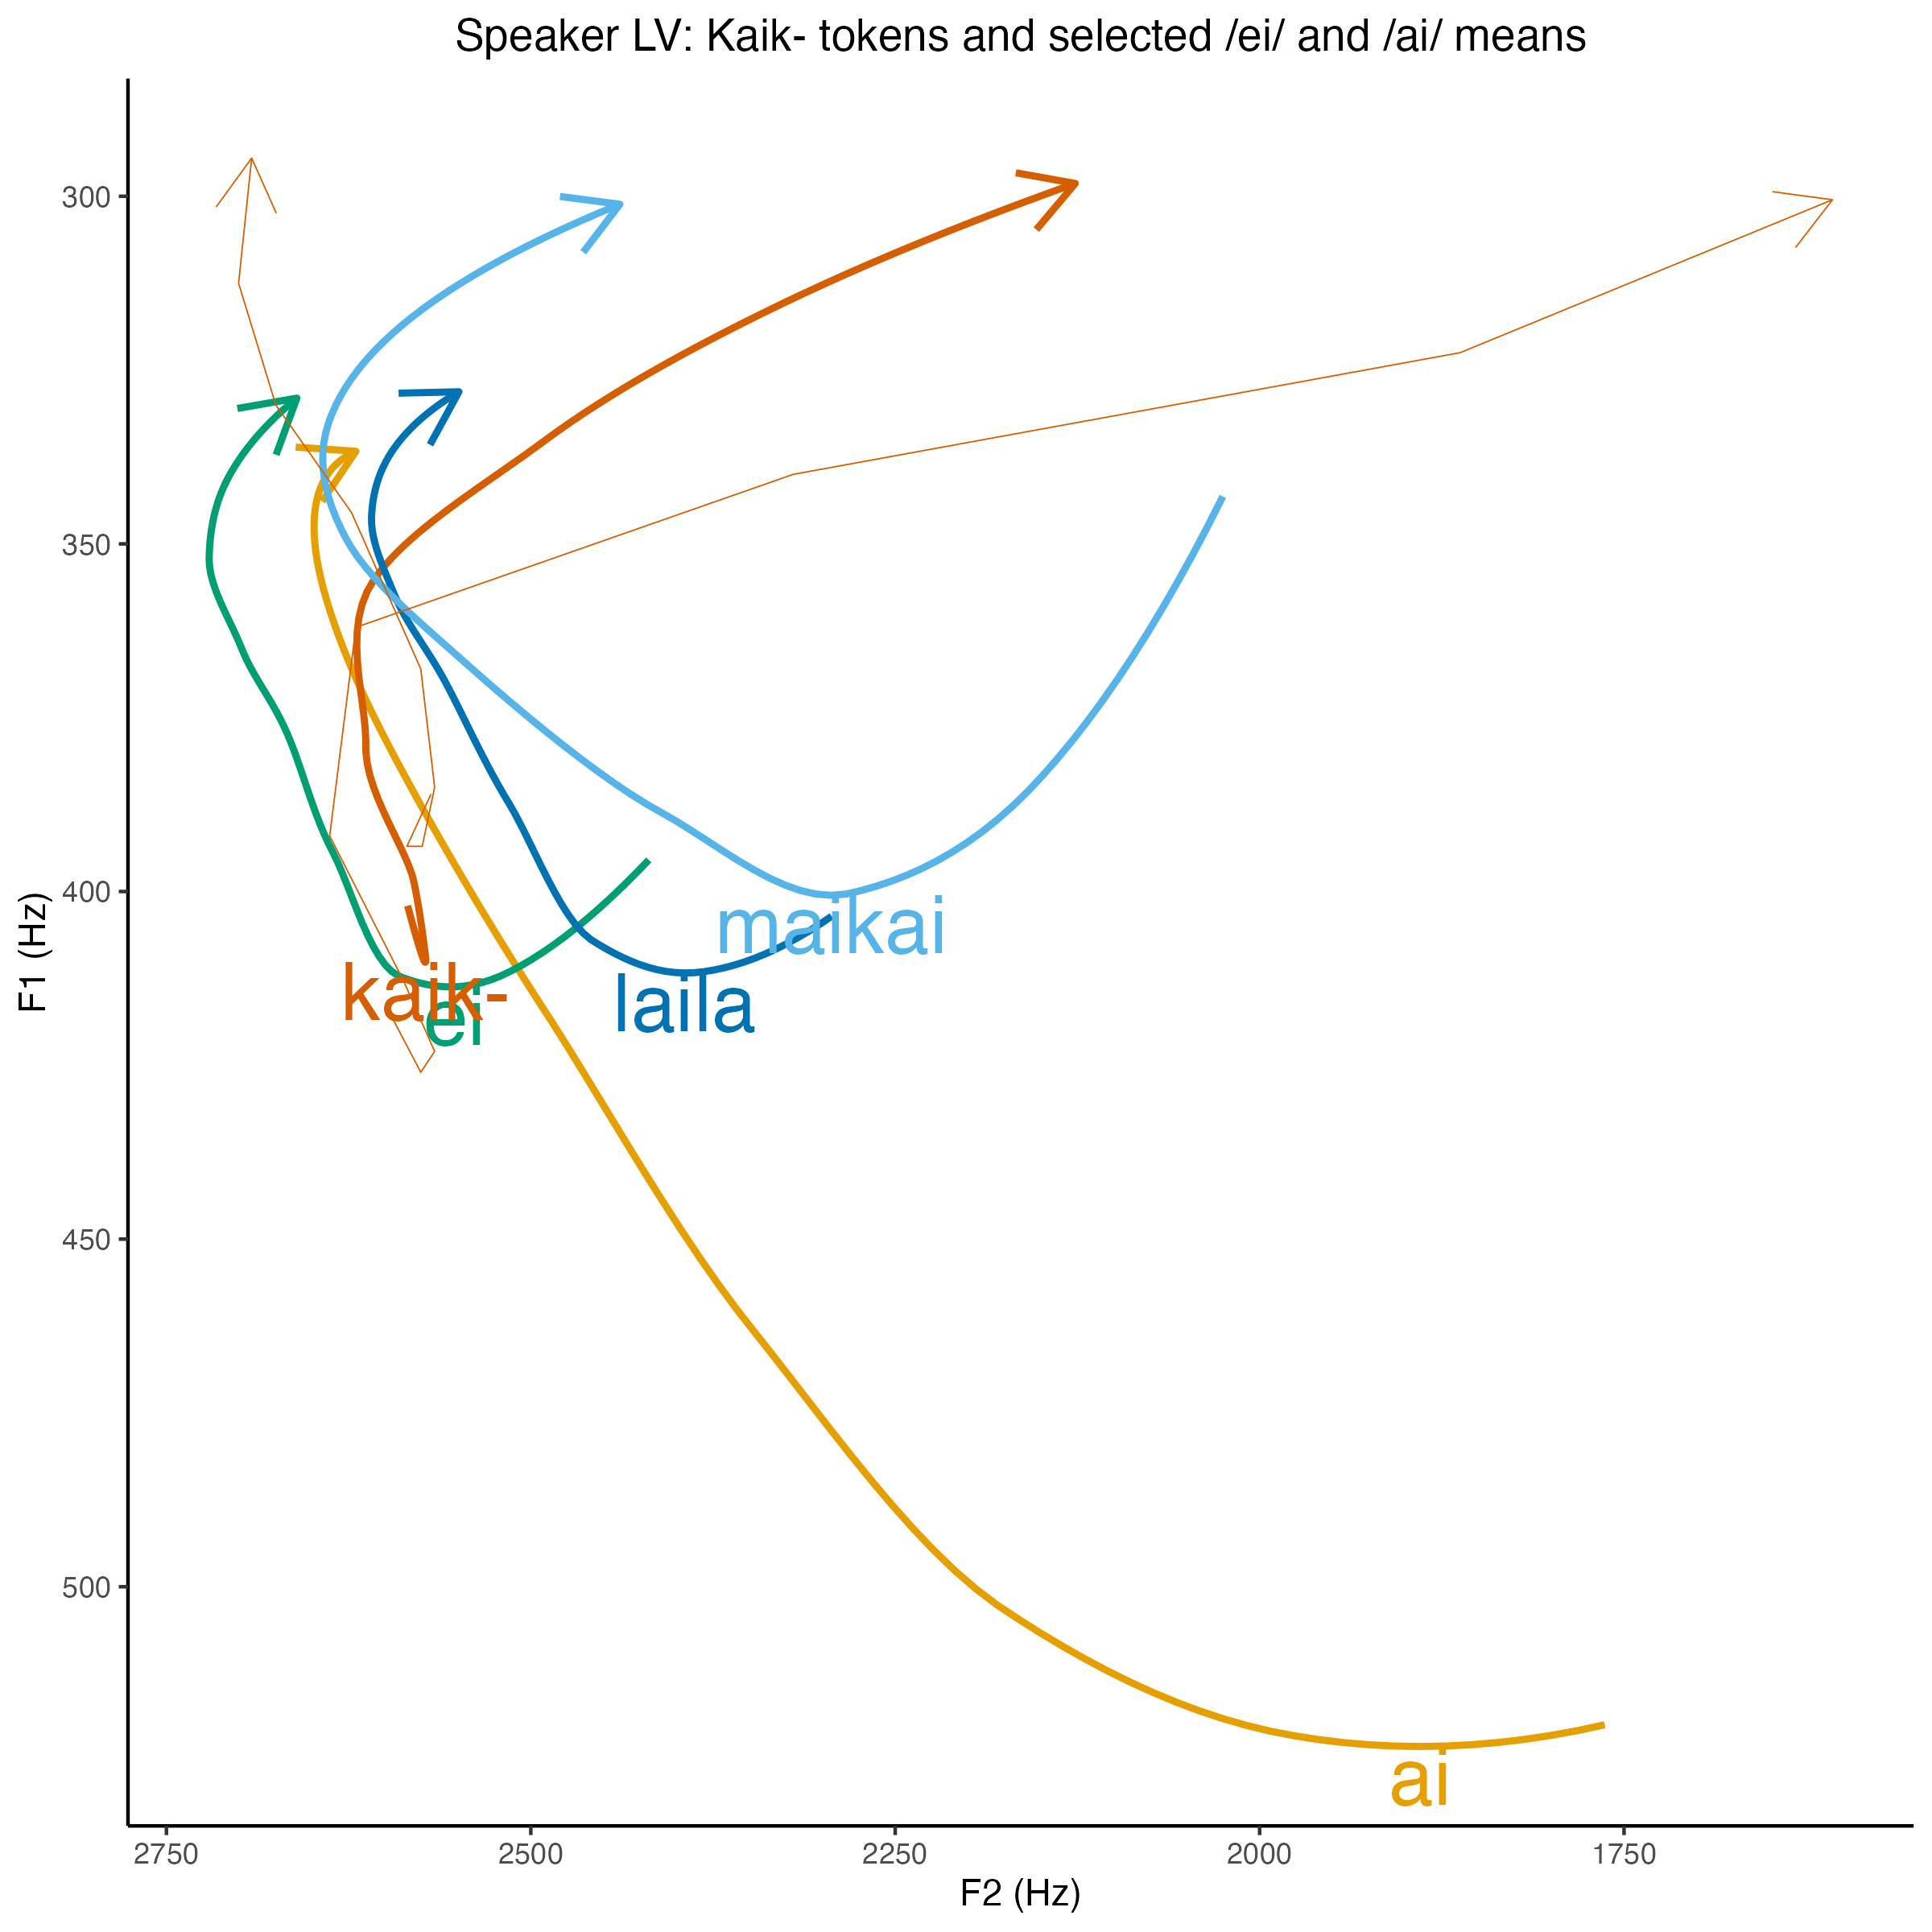 Speaker LV: Kaik- tokens and selected /ei/ and /ai/ means
300
350
maikai
400
laila
kaik-
ei
F1 (Hz)
450
500
ai
2750 2500 2250 2000 1750
F2 (Hz)